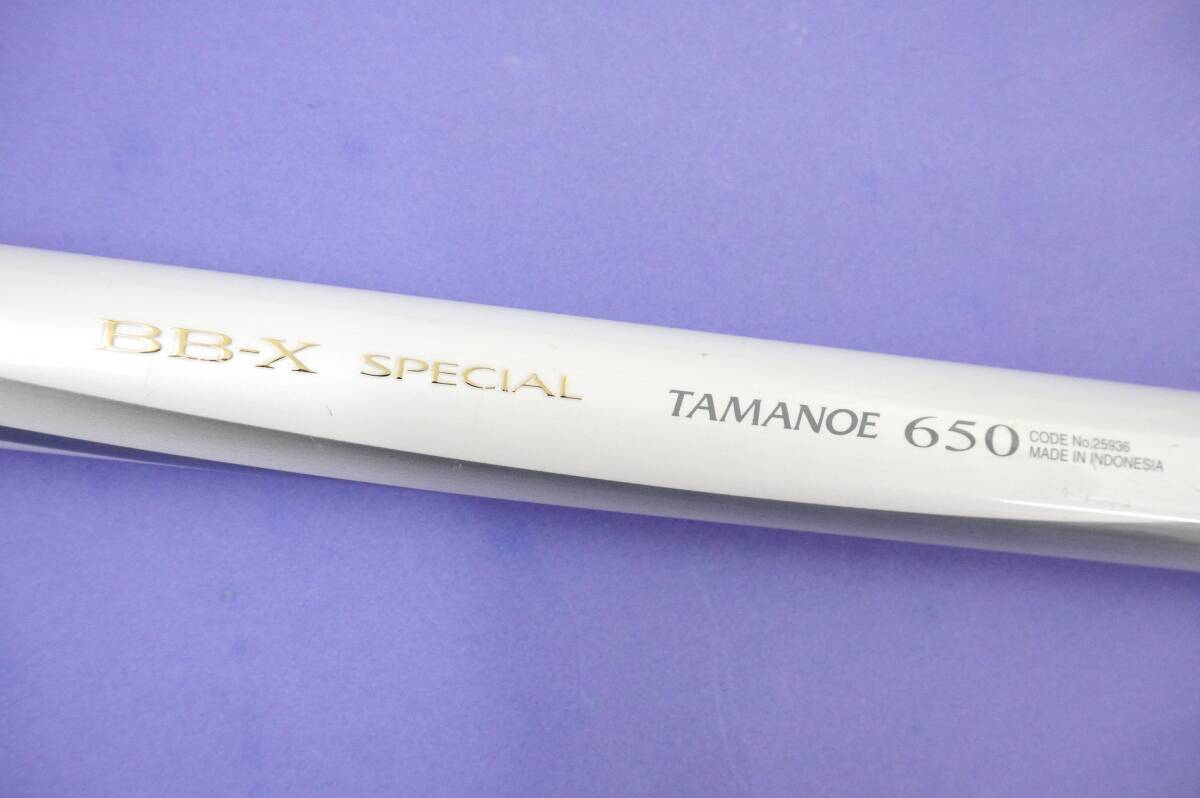 BB-X SPECIAL TAMANOE 650
CODE No.25936
MADE IN INDONESIA